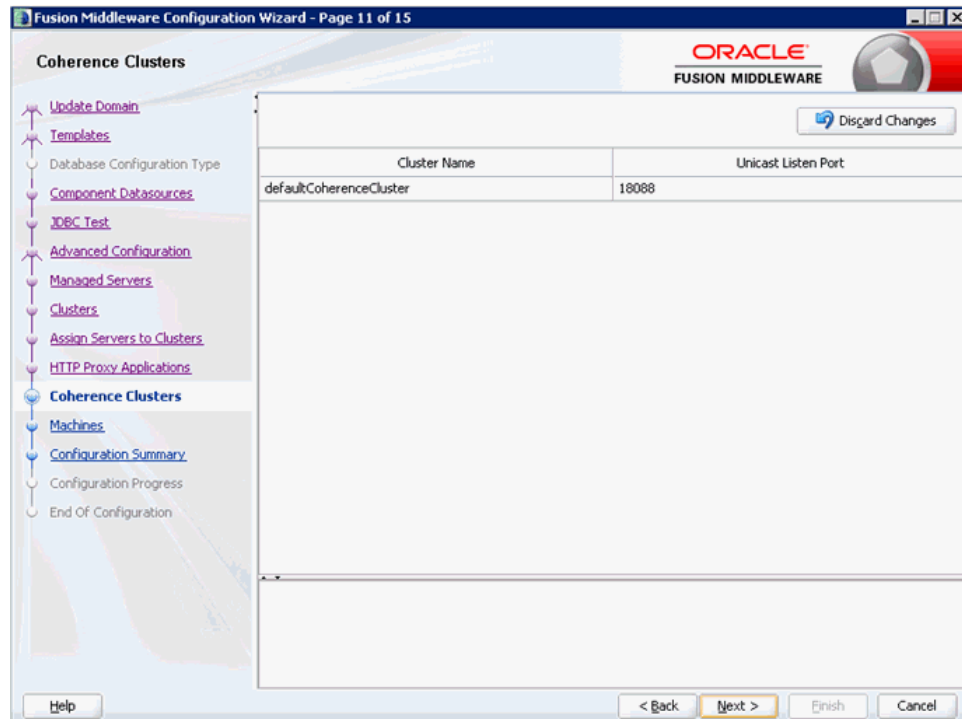 Fusion Middleware Configuration Wizard - Page 11 of 15
Coherence Clusters
ORACLE
FUSION MIDDLEWARE
Update Domain
Templates
Database Configuration Type
Component Datasources
JDBC Test
Advanced Configuration
Managed Servers
Clusters
Assign Servers to Clusters
HTTP Proxy Applications
Coherence Clusters
Machines
Configuration Summary
Configuration Progress
End Of Configuration
Discard Changes
Cluster Name Unicast Listen Port
defaultCoherenceCluster 18088
Help < Back Next > Finish Cancel